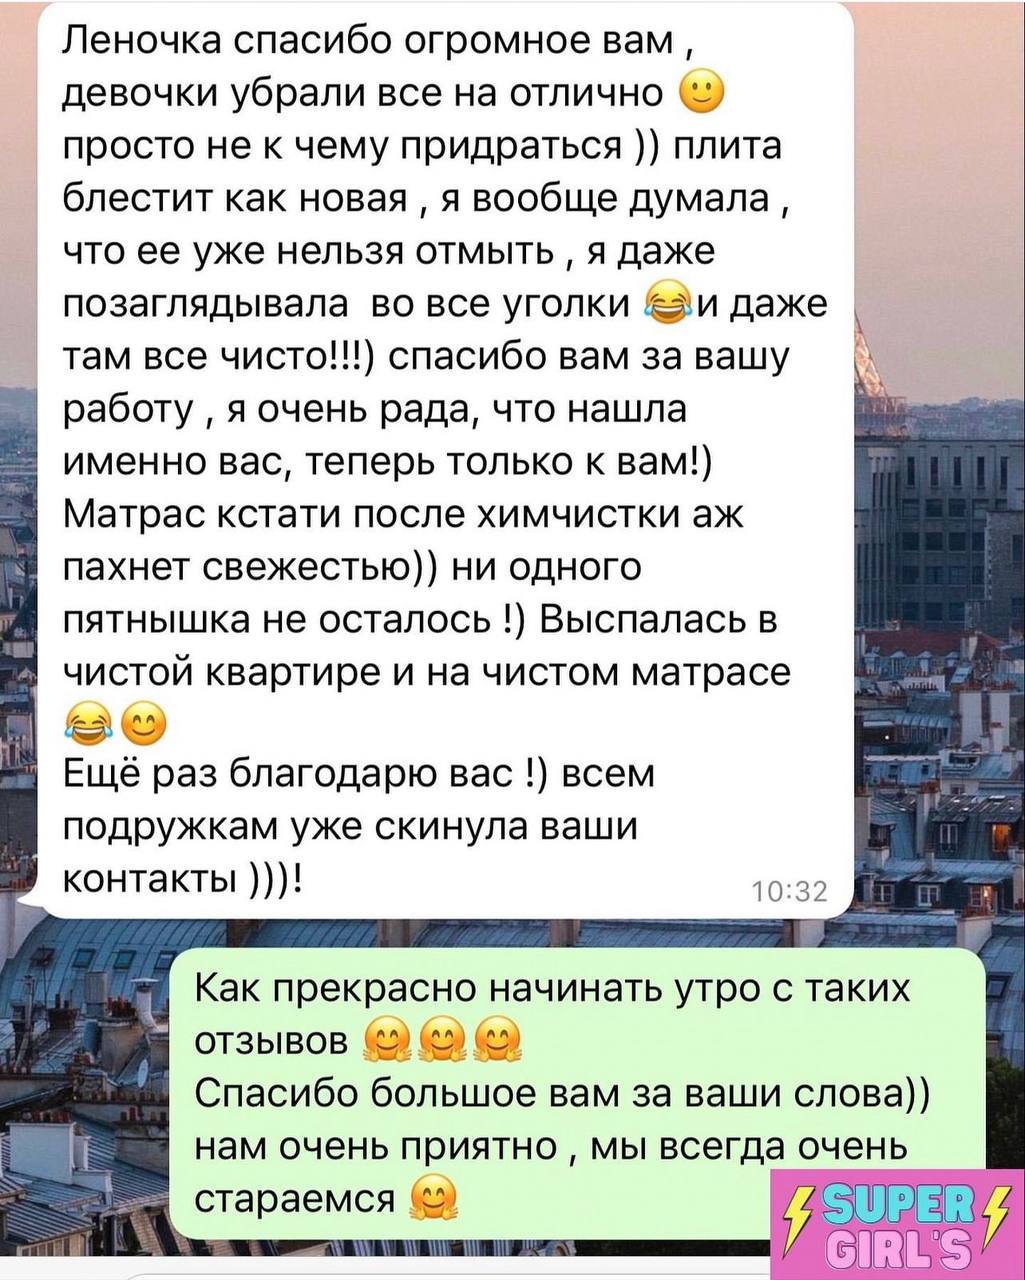 Леночка спасибо огромное вам ,
девочки убрали все на отлично 🙂
просто не к чему придраться )) плита
блестит как новая , я вообще думала ,
что ее уже нельзя отмыть , я даже
позаглядывала во все уголки 😂и даже
там все чисто!!!) спасибо вам за вашу
работу , я очень рада, что нашла
именно вас, теперь только к вам!)
Матрас кстати после химчистки аж
пахнет свежестью)) ни одного
пятнышка не осталось !) Выспалась в
чистой квартире и на чистом матрасе
😂😊
Ещё раз благодарю вас !) всем
подружкам уже скинула ваши
контакты )))!
10:32
Как прекрасно начинать утро с таких
отзывов 🤗🤗🤗
Спасибо большое вам за ваши слова))
нам очень приятно , мы всегда очень
стараемся 🤗
⚡SUPER⚡
GIRL'S